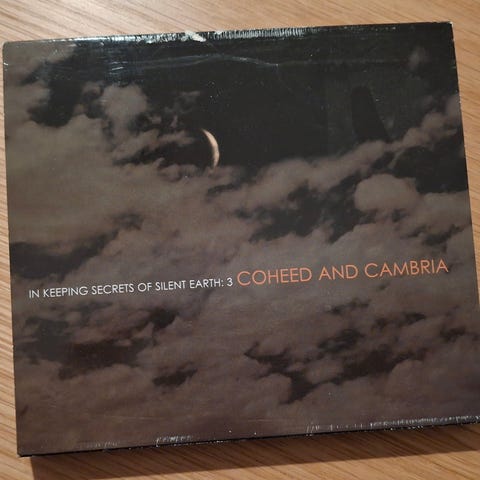 IN KEEPING SECRETS OF SILENT EARTH: 3 COHEED AND CAMBRIA